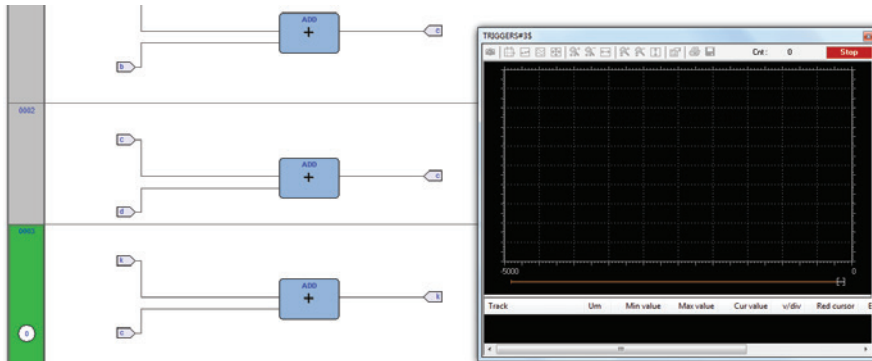 ADD
+
c
b
0002
c
ADD
+
c
d
0003
k
ADD
+
k
c
0
TRIGGERS#3$
Cnt: 0 Stop
-5000 0
Track Um Min value Max value Cur value v/div Red cursor